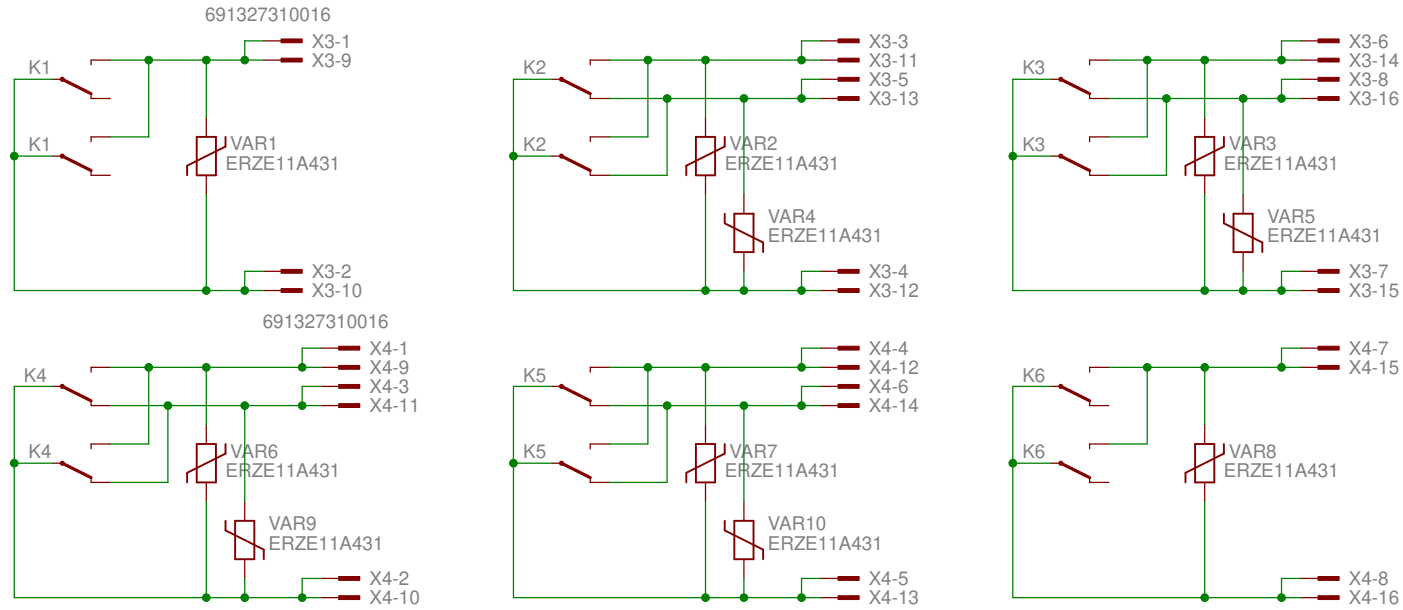 691327310016
X3-1
X3-9
K1
K1
VAR1
ERZE11A431
X3-2
X3-10
X3-3
X3-11
X3-5
X3-13
K2
K2
VAR2
ERZE11A431
VAR4
ERZE11A431
X3-4
X3-12
X3-6
X3-14
X3-8
X3-16
K3
K3
VAR3
ERZE11A431
VAR5
ERZE11A431
X3-7
X3-15
691327310016
X4-1
X4-9
X4-3
X4-11
K4
K4
VAR6
ERZE11A431
VAR9
ERZE11A431
X4-2
X4-10
X4-4
X4-12
X4-6
X4-14
K5
K5
VAR7
ERZE11A431
VAR10
ERZE11A431
X4-5
X4-13
X4-7
X4-15
K6
K6
VAR8
ERZE11A431
X4-8
X4-16